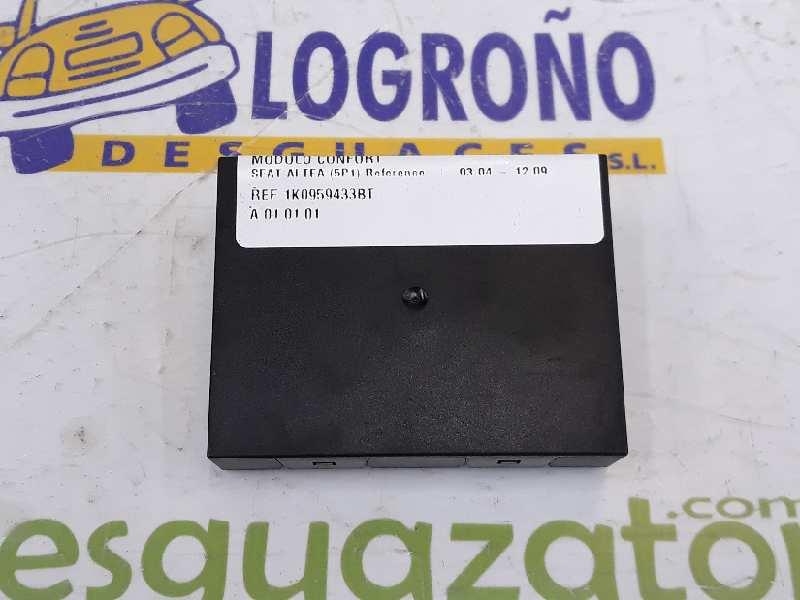 LOGROÑO
DESGUACES S.L.
MODULO CONFORT
SEAT ALTEA (5P1) Reference | 03.04 - 12.09
REF 1K0959433BT
A 01 01 01
.com
esguazator